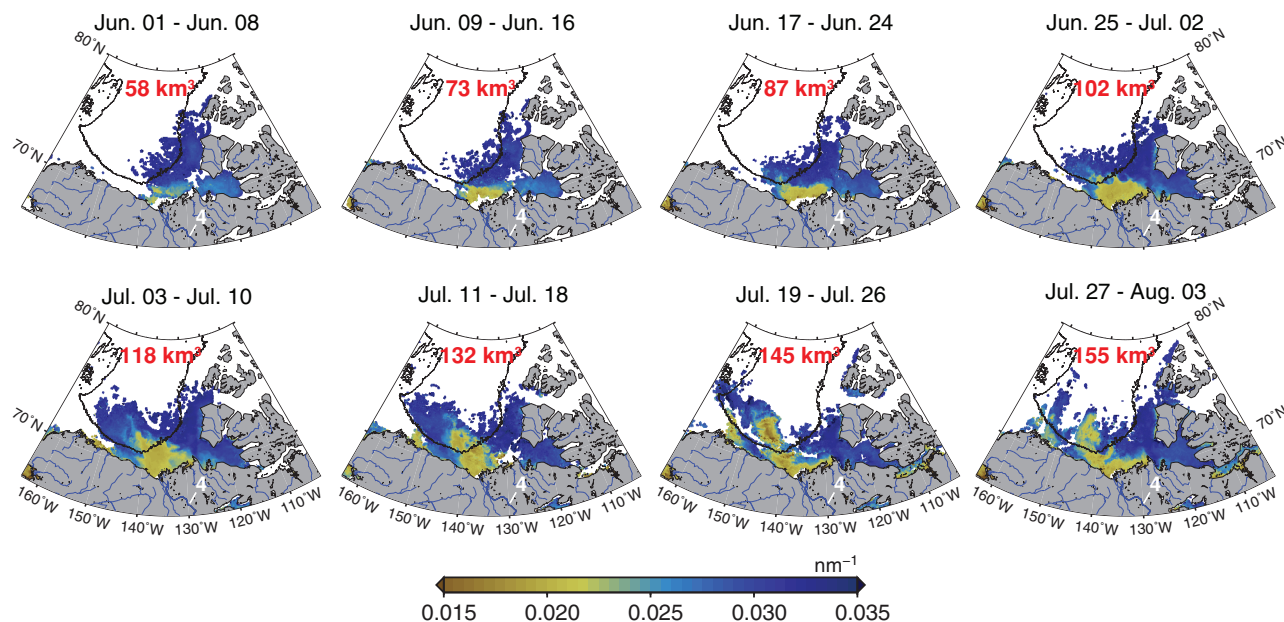 Jun. 01 - Jun. 08
Jun. 09 - Jun. 16
Jun. 17 - Jun. 24
Jun. 25 - Jul. 02
80˚N
80˚N
58 km³
73 km³
87 km³
102 km³
70˚N
70˚N
4
4
4
4
Jul. 03 - Jul. 10
Jul. 11 - Jul. 18
Jul. 19 - Jul. 26
Jul. 27 - Aug. 03
80˚N
80˚N
118 km³
132 km³
145 km³
155 km³
70˚N
70˚N
4
4
4
4
160˚W
150˚W
140˚W
130˚W
120˚W
110˚W
160˚W
150˚W
140˚W
130˚W
120˚W
110˚W
160˚W
150˚W
140˚W
130˚W
120˚W
110˚W
160˚W
150˚W
140˚W
130˚W
120˚W
110˚W
nm⁻¹
0.015 0.020 0.025 0.030 0.035